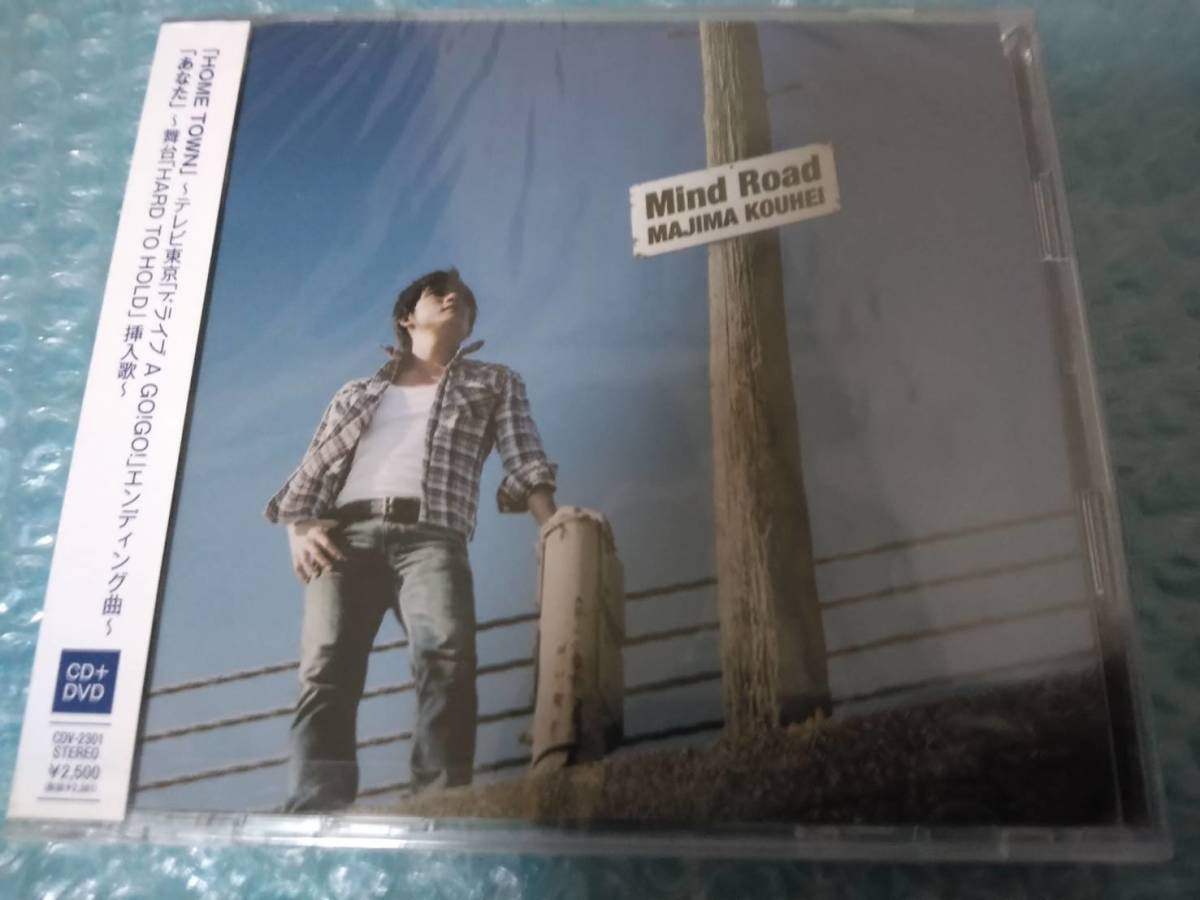 「HOME TOWN」～テレビ東京「ドライブ A GO!GO!」エンディング曲～
「あなた」～舞台「HARD TO HOLD」挿入歌～
CD+
DVD
CDV-2301
STEREO
¥2,500
Mind Road
MAJIMA KOUHEI